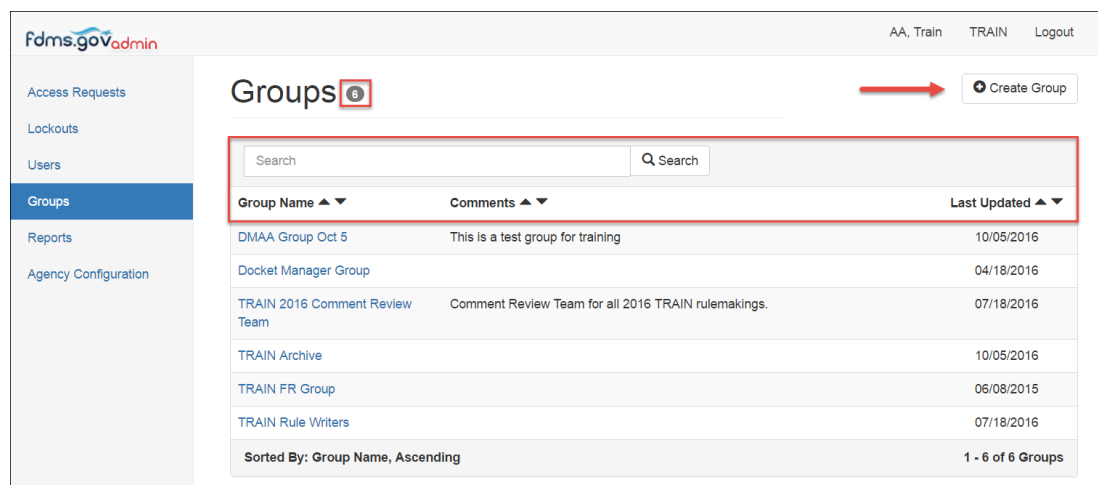 fdms.gov admin
AA, Train TRAIN Logout
Access Requests
Lockouts
Users
Groups
Reports
Agency Configuration
Groups 6
Create Group
Search Search
Group Name Comments Last Updated
DMAA Group Oct 5 This is a test group for training 10/05/2016
Docket Manager Group 04/18/2016
TRAIN 2016 Comment Review Comment Review Team for all 2016 TRAIN rulemakings. 07/18/2016
Team
TRAIN Archive 10/05/2016
TRAIN FR Group 06/08/2015
TRAIN Rule Writers 07/18/2016
Sorted By: Group Name, Ascending 1 - 6 of 6 Groups